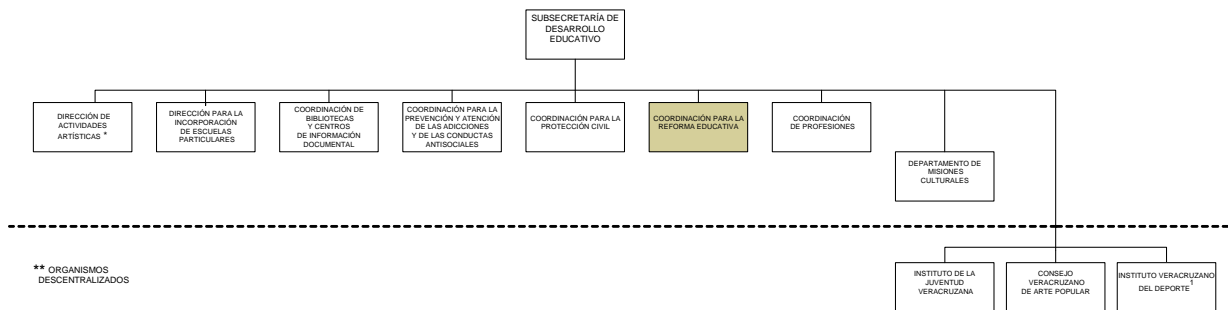 SUBSECRETARÍA DE
DESARROLLO
EDUCATIVO
DIRECCIÓN DE
ACTIVIDADES
ARTÍSTICAS *
DIRECCIÓN PARA LA
INCORPORACIÓN
DE ESCUELAS
PARTICULARES
COORDINACIÓN DE
BIBLIOTECAS
Y CENTROS
DE INFORMACIÓN
DOCUMENTAL
COORDINACIÓN PARA LA
PREVENCIÓN Y ATENCIÓN
DE LAS ADICCIONES
Y DE LAS CONDUCTAS
ANTISOCIALES
COORDINACIÓN PARA LA
PROTECCIÓN CIVIL
COORDINACIÓN PARA LA
REFORMA EDUCATIVA
COORDINACIÓN
DE PROFESIONES
DEPARTAMENTO DE
MISIONES
CULTURALES
** ORGANISMOS
DESCENTRALIZADOS
INSTITUTO DE LA
JUVENTUD
VERACRUZANA
CONSEJO
VERACRUZANO
DE ARTE POPULAR
INSTITUTO VERACRUZANO
DEL DEPORTE 1